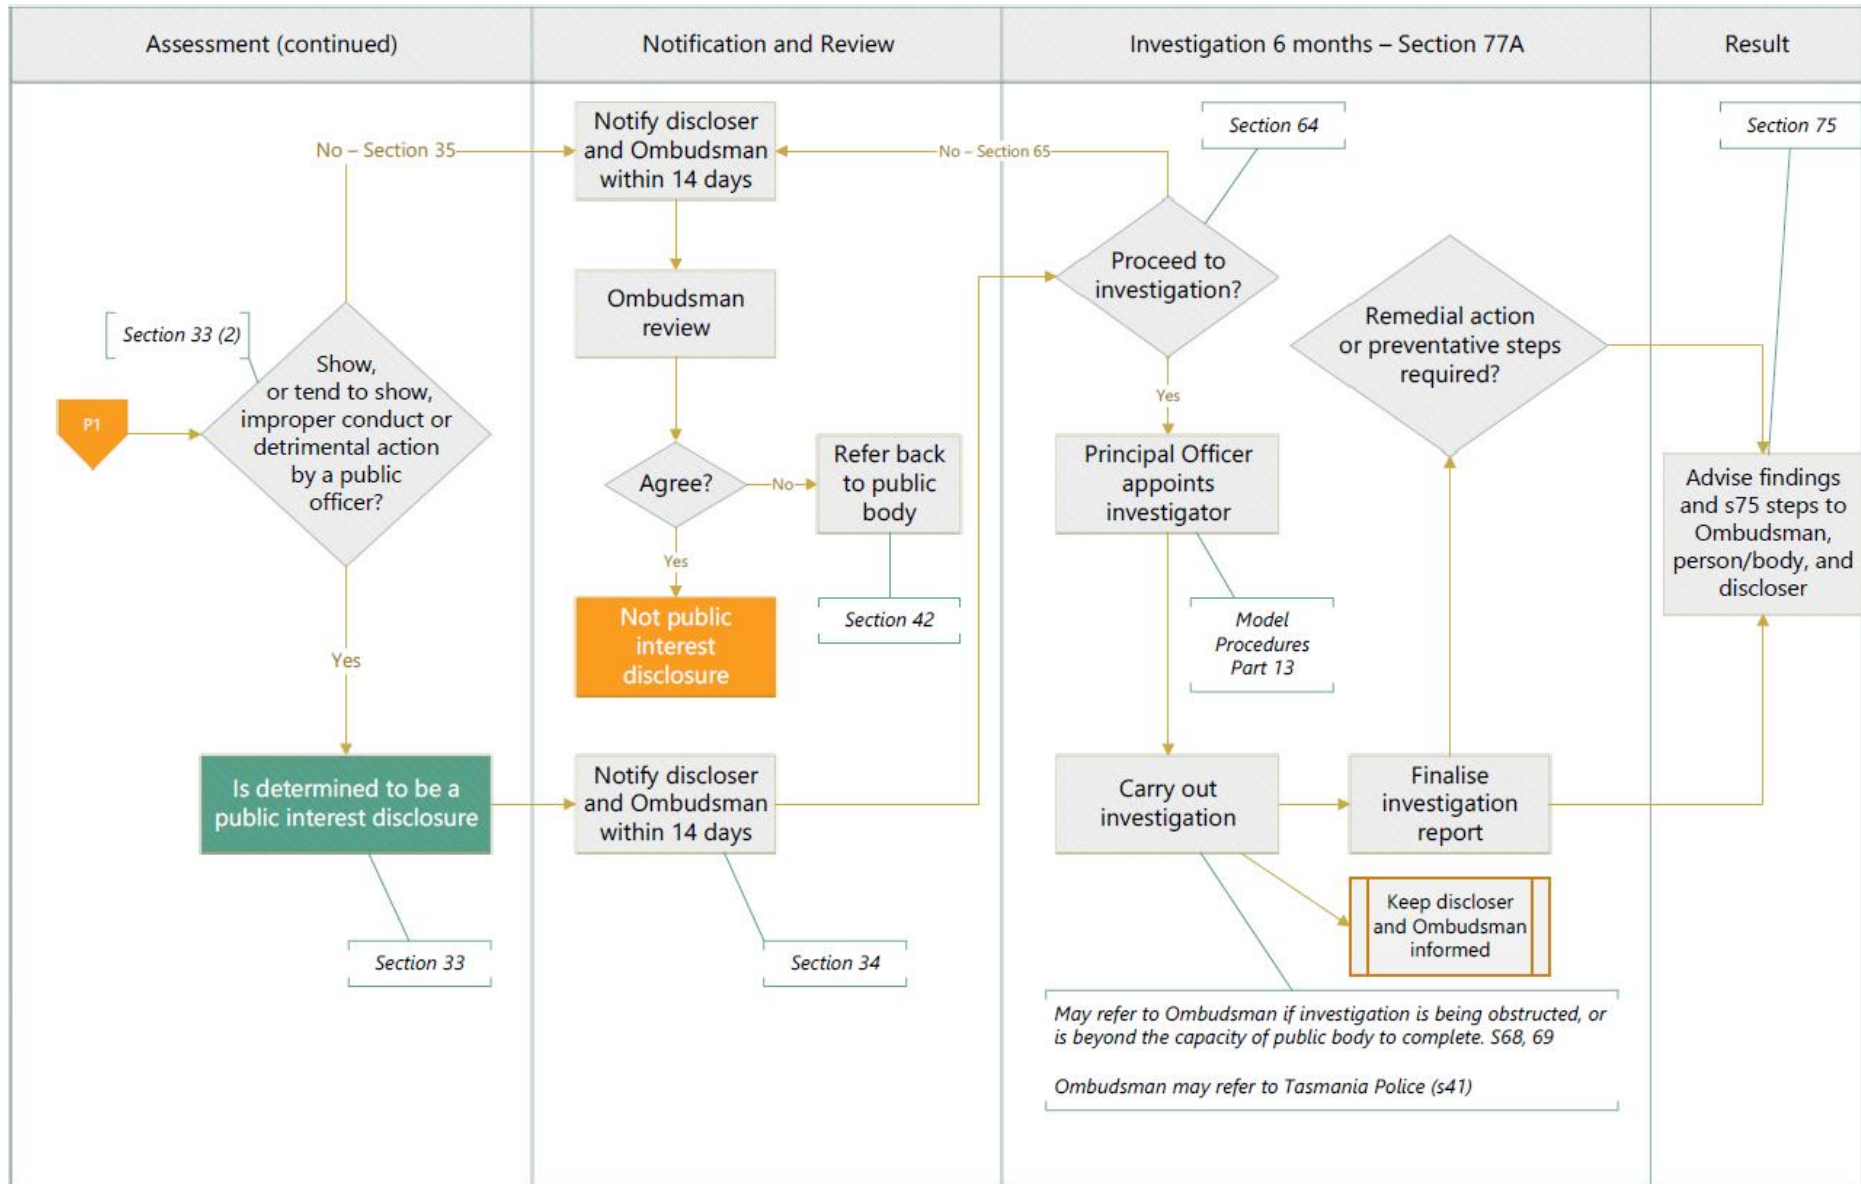 Assessment (continued)
Notification and Review
Investigation 6 months – Section 77A
Result
No – Section 35
Section 33 (2)
P1
Show,
or tend to show,
improper conduct or
detrimental action
by a public
officer?
Yes
Is determined to be a
public interest disclosure
Section 33
Notify discloser
and Ombudsman
within 14 days
Ombudsman
review
Agree?
No
Refer back
to public
body
Section 42
Yes
Not public
interest
disclosure
Notify discloser
and Ombudsman
within 14 days
Section 34
No – Section 65
Section 64
Proceed to
investigation?
Yes
Principal Officer
appoints
investigator
Model
Procedures
Part 13
Carry out
investigation
Finalise
investigation
report
Keep discloser
and Ombudsman
informed
May refer to Ombudsman if investigation is being obstructed, or
is beyond the capacity of public body to complete. S68, 69
Ombudsman may refer to Tasmania Police (s41)
Remedial action
or preventative steps
required?
Section 75
Advise findings
and s75 steps to
Ombudsman,
person/body, and
discloser